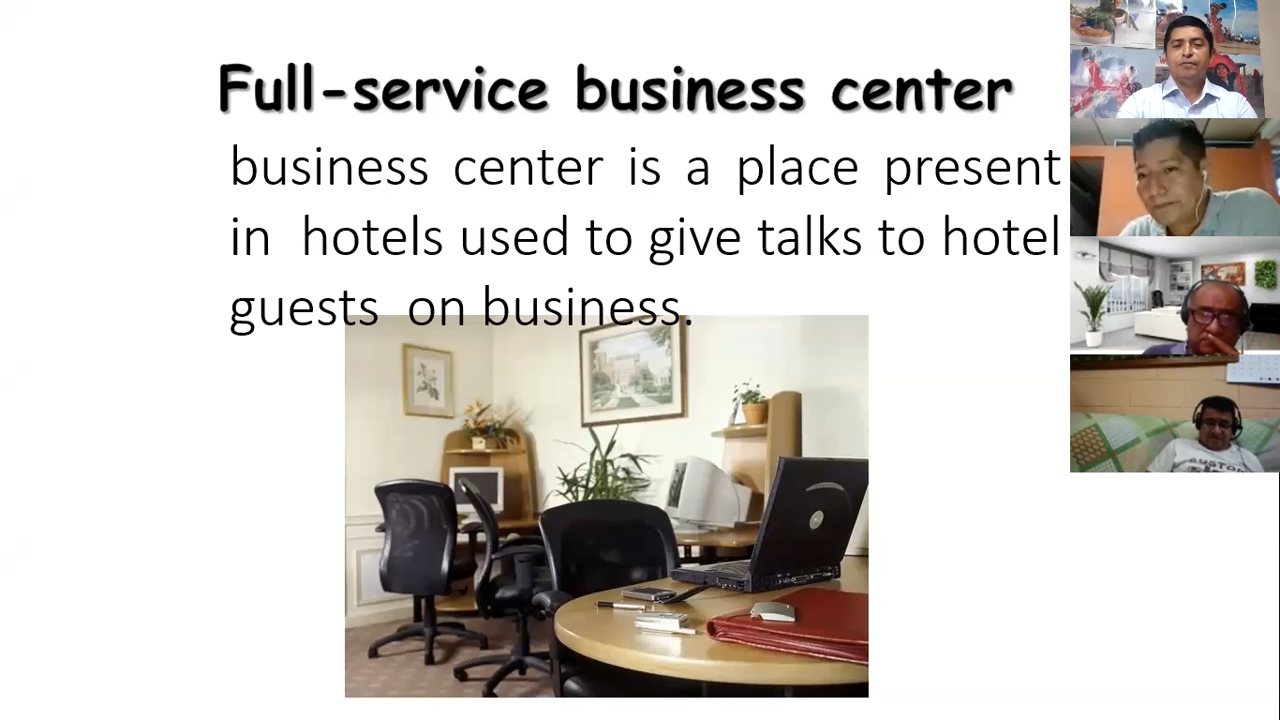 Full-service business center
business center is a place present
in hotels used to give talks to hotel
guests on business.